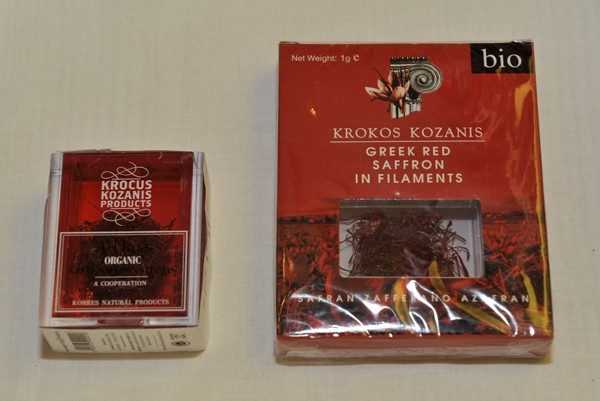 KROCUS
KOZANIS
PRODUCTS
ORGANIC
A COOPERATION
KORRES NATURAL PRODUCTS
Net Weight: 1g e
bio
KROKOS KOZANIS
GREEK RED
SAFFRON
IN FILAMENTS
SAFRAN ZAFFERANO AZAFRAN